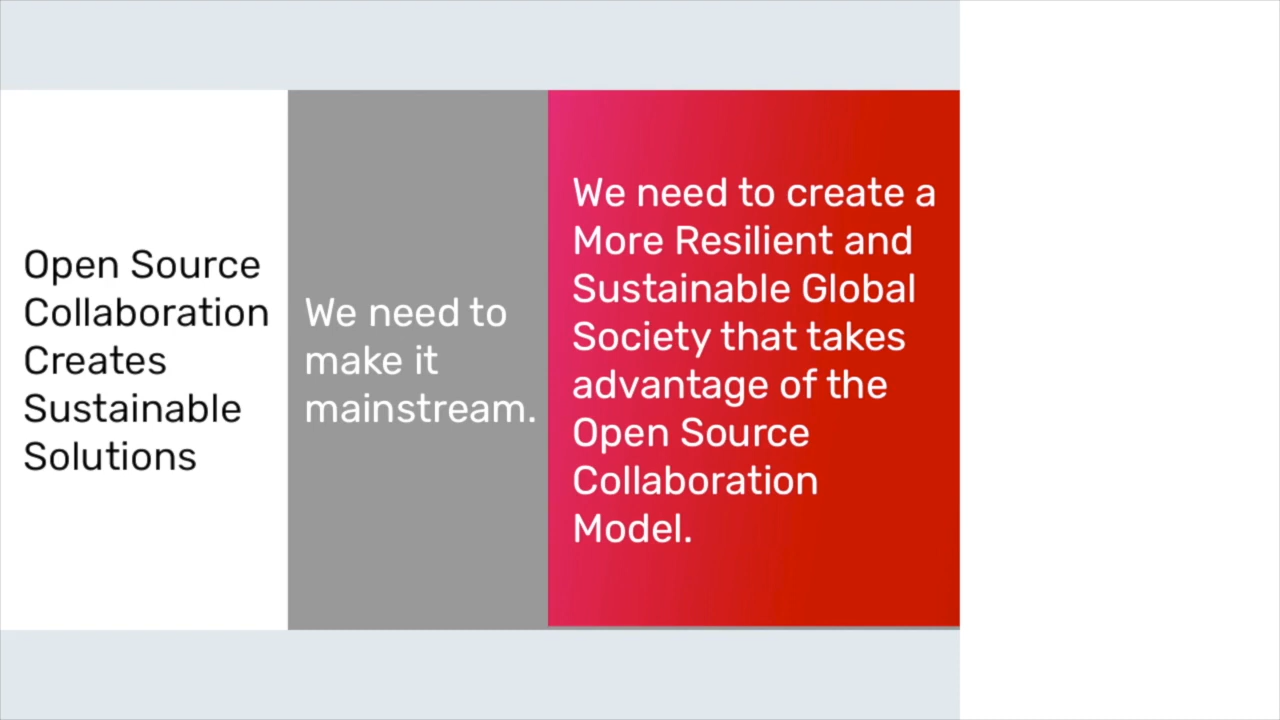 Open Source
Collaboration
Creates
Sustainable
Solutions
We need to
make it
mainstream.
We need to create a
More Resilient and
Sustainable Global
Society that takes
advantage of the
Open Source
Collaboration
Model.